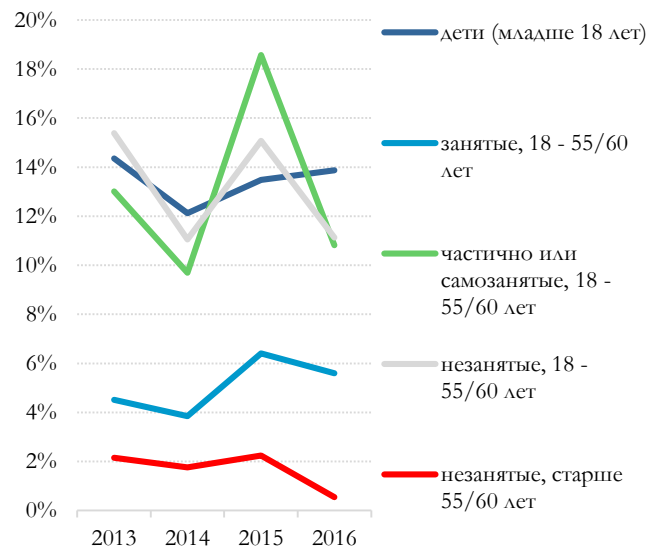 20%
18%
16%
14%
12%
10%
8%
6%
4%
2%
0%
2013 2014 2015 2016
дети (младше 18 лет)
занятые, 18 - 55/60
лет
частично или
самозанятые, 18 -
55/60 лет
незанятые, 18 -
55/60 лет
незанятые, старше
55/60 лет